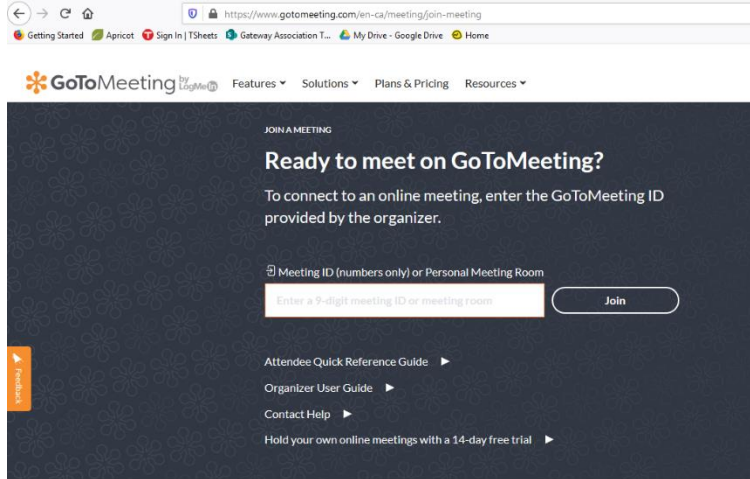 https://www.gotomeeting.com/en-ca/meeting/join-meeting
Getting Started Apricot Sign In | TSheets Gateway Association T... My Drive - Google Drive Home
GoToMeeting by LogMeIn Features Solutions Plans & Pricing Resources
JOIN A MEETING
Ready to meet on GoToMeeting?
To connect to an online meeting, enter the GoToMeeting ID
provided by the organizer.
Meeting ID (numbers only) or Personal Meeting Room
Enter a 9-digit meeting ID or meeting room Join
Feedback
Attendee Quick Reference Guide
Organizer User Guide
Contact Help
Hold your own online meetings with a 14-day free trial